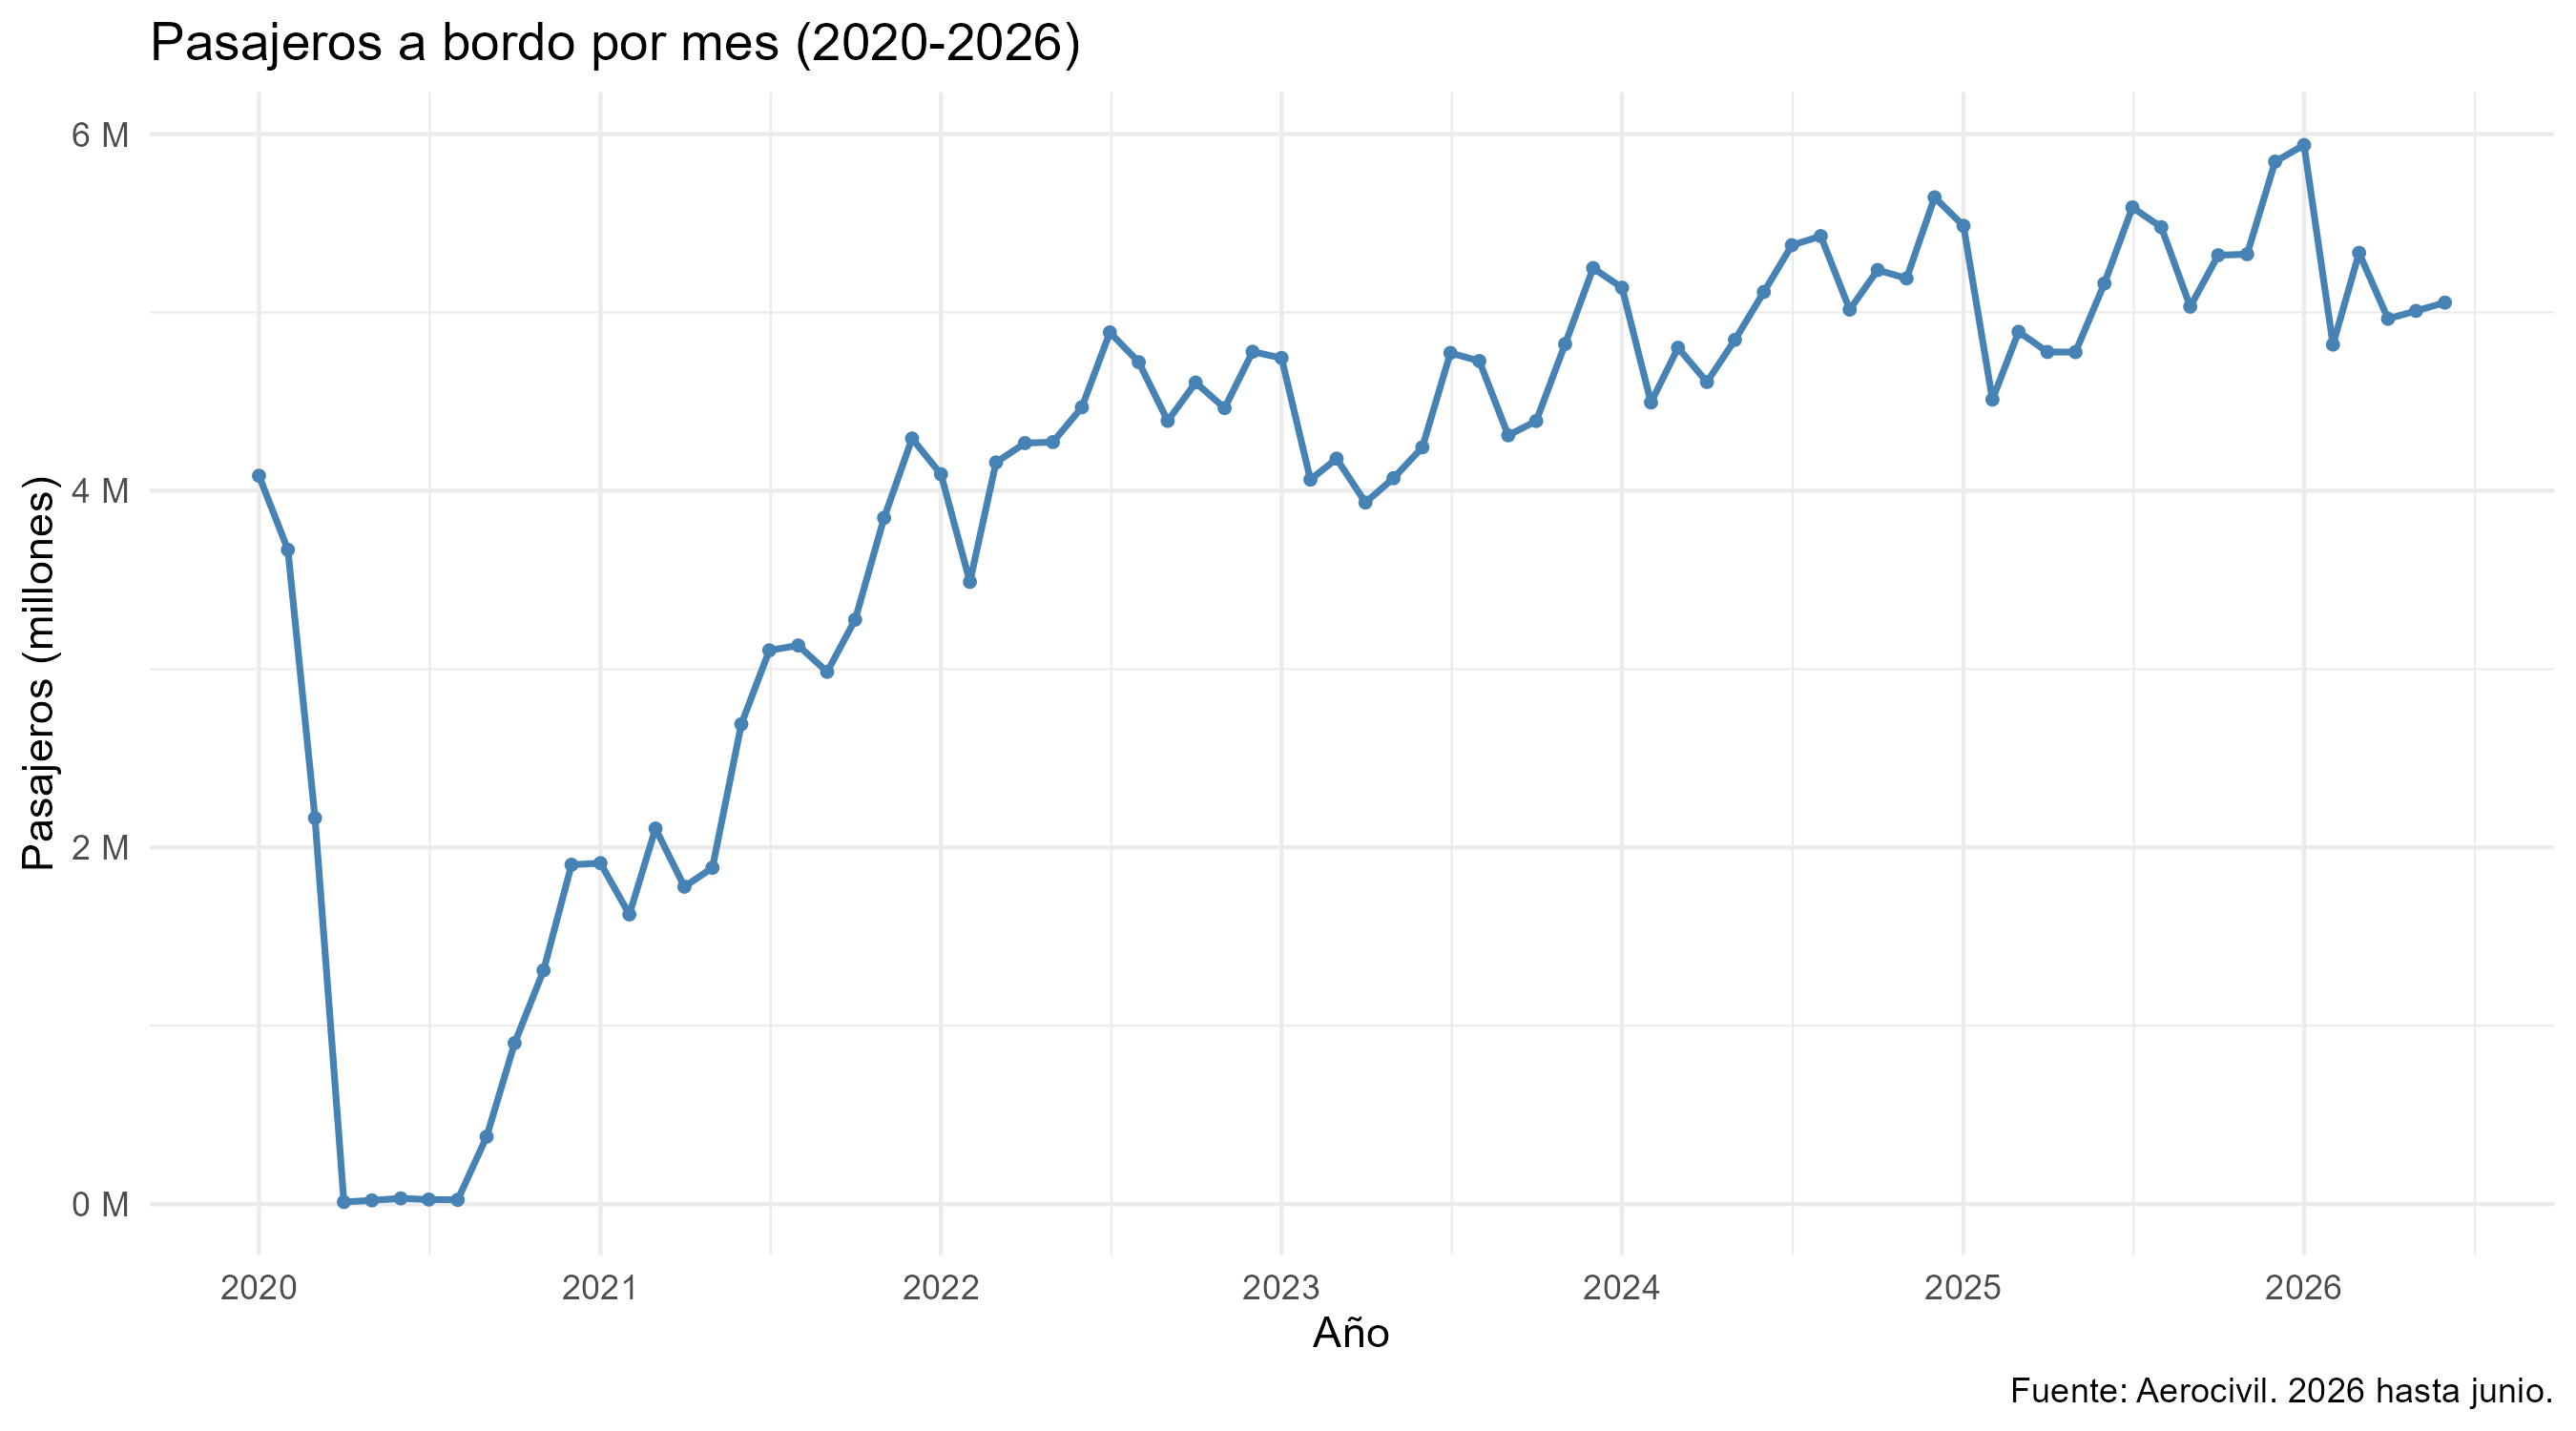 Pasajeros a bordo por mes (2020-2026)
Pasajeros (millones)
6 M
4 M
2 M
0 M
2020 2021 2022 2023 2024 2025 2026
Año
Fuente: Aerocivil. 2026 hasta junio.